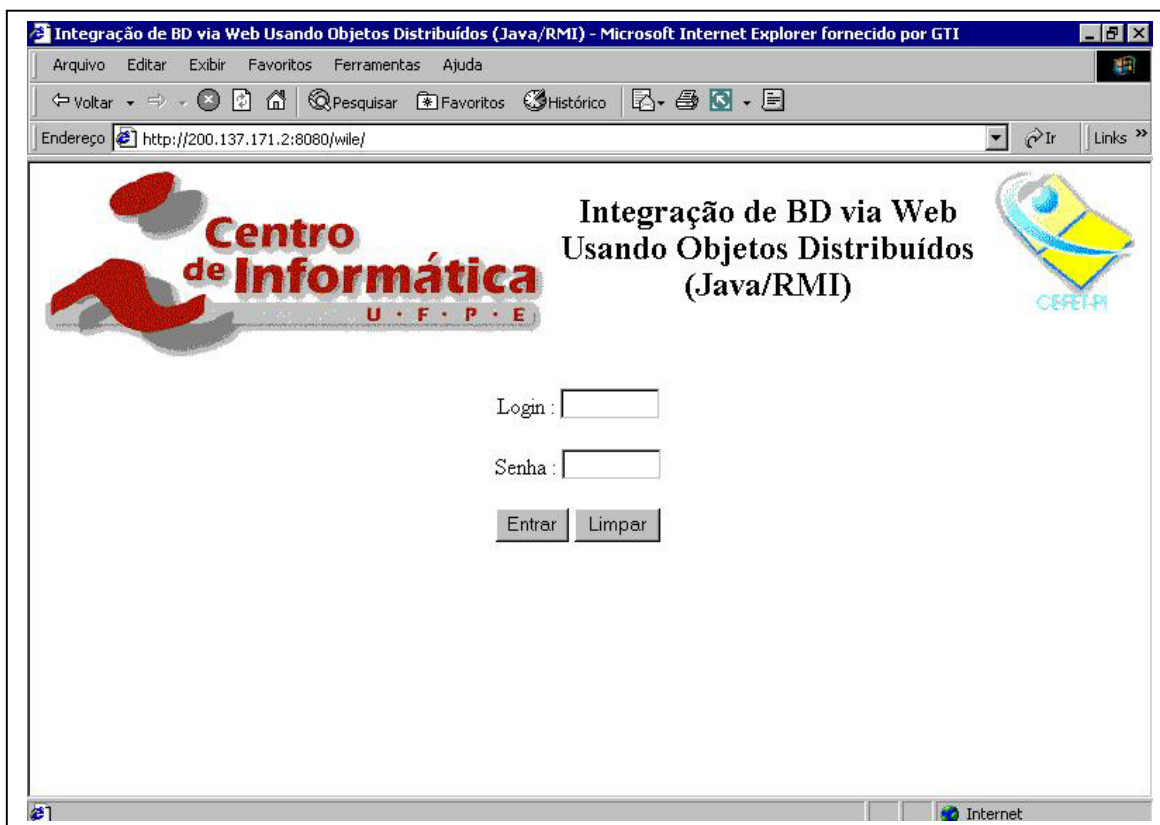 Integração de BD via Web Usando Objetos Distribuídos (Java/RMI) - Microsoft Internet Explorer fornecido por GTI
Arquivo Editar Exibir Favoritos Ferramentas Ajuda
Voltar Pesquisar Favoritos Histórico
Endereço http://200.137.171.2:8080/wile/ Ir Links »
Centro
de Informática
U · F · P · E
Integração de BD via Web
Usando Objetos Distribuídos
(Java/RMI)
CEFET-PI
Login :
Senha :
Entrar Limpar
Internet